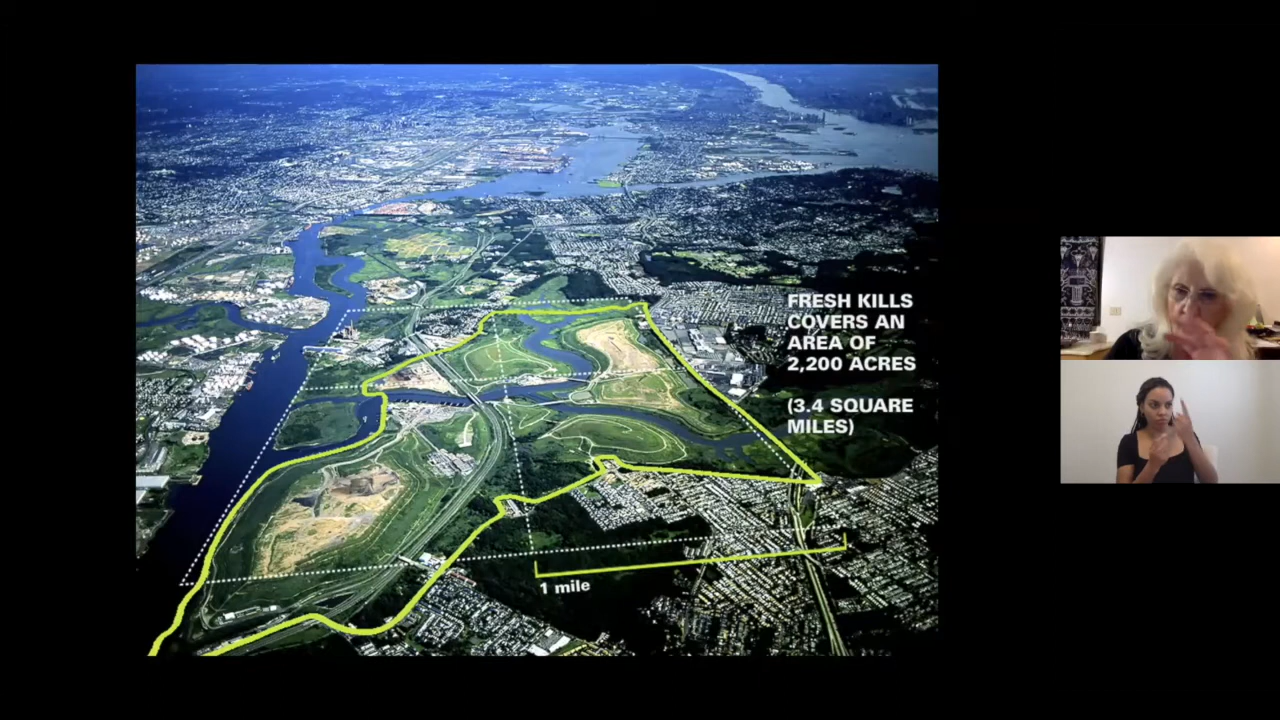 FRESH KILLS
COVERS AN
AREA OF
2,200 ACRES
(3.4 SQUARE
MILES)
1 mile